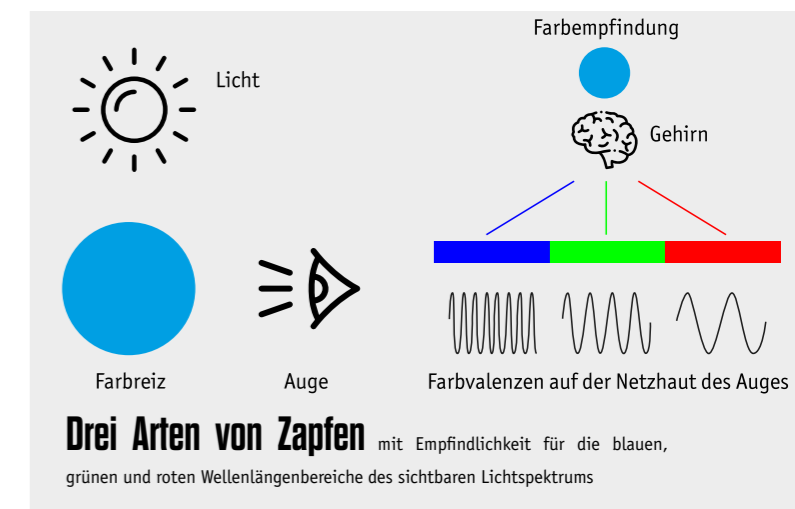 Farbempfindung
Licht
Gehirn
Farbreiz
Auge
Farbvalenzen auf der Netzhaut des Auges
Drei Arten von Zapfen mit Empfindlichkeit für die blauen,
grünen und roten Wellenlängenbereiche des sichtbaren Lichtspektrums